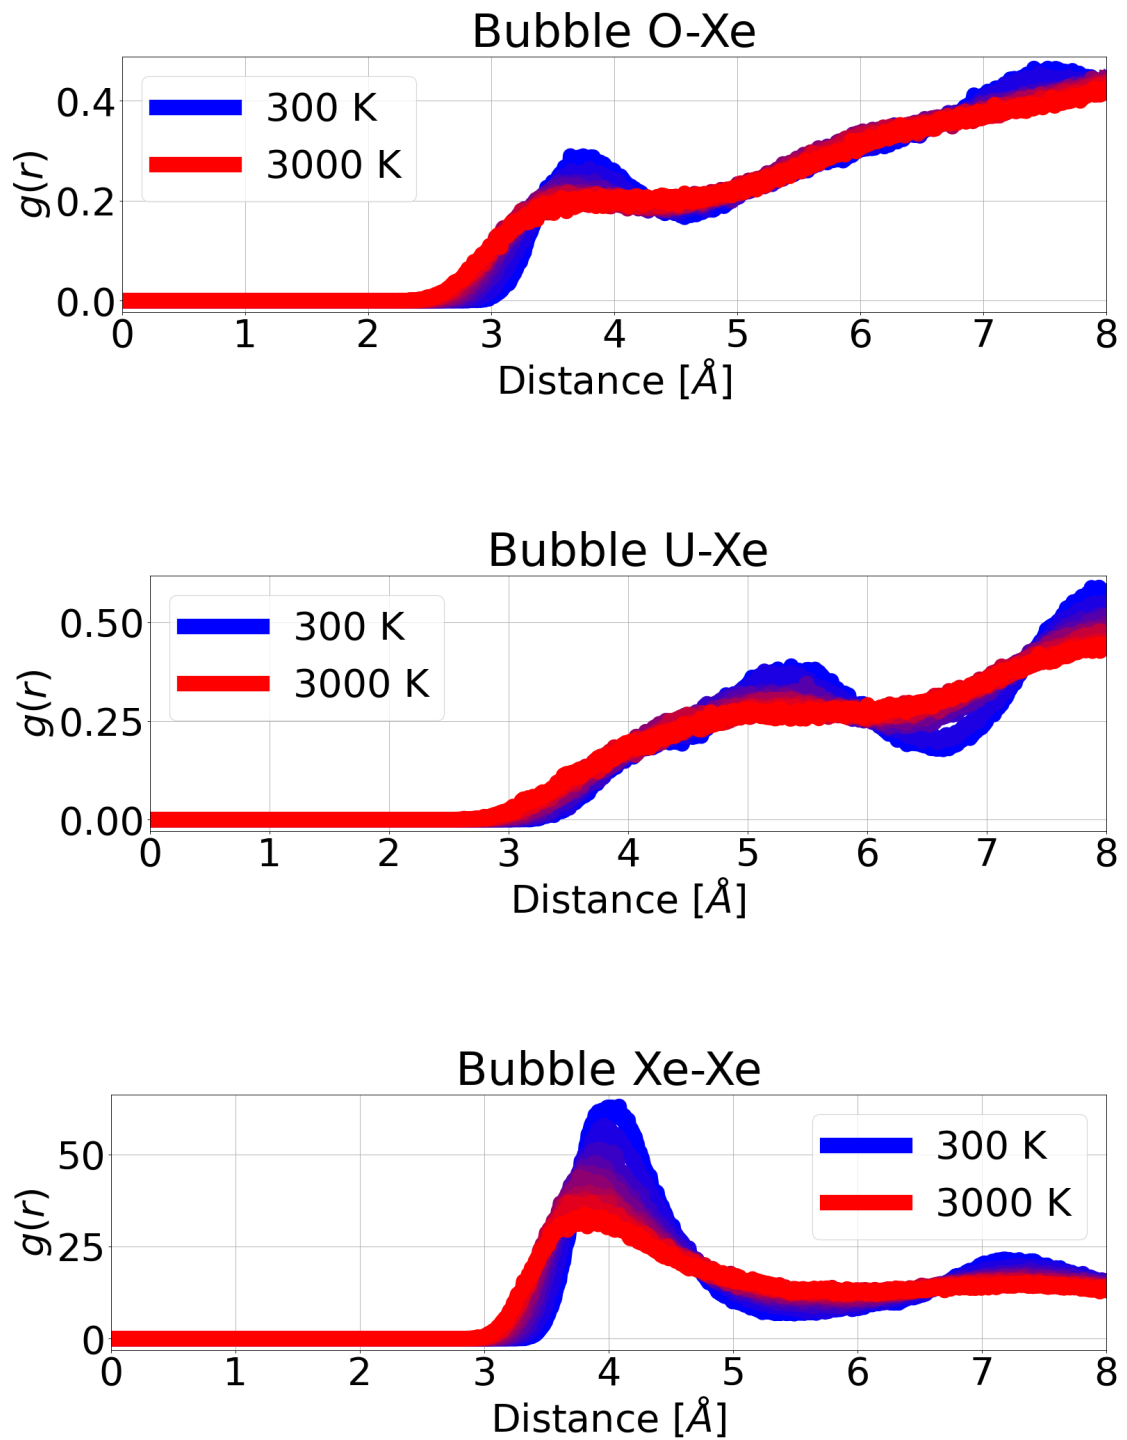 Bubble O-Xe
g(r)
0.4
0.2
0.0
300 K
3000 K
0 1 2 3 4 5 6 7 8
Distance [Å]
Bubble U-Xe
g(r)
0.50
0.25
0.00
300 K
3000 K
0 1 2 3 4 5 6 7 8
Distance [Å]
Bubble Xe-Xe
g(r)
50
25
0
300 K
3000 K
0 1 2 3 4 5 6 7 8
Distance [Å]